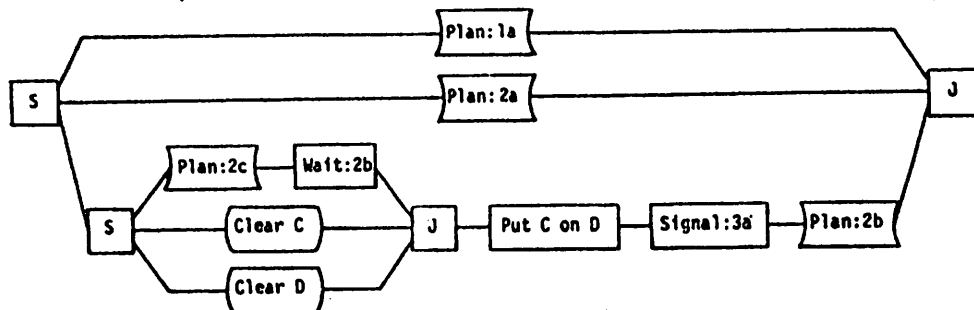 Plan:1a
S
Plan:2a
J
Plan:2c
Wait:2b
S
Clear C
J
Put C on D
Signal:3a
Plan:2b
Clear D